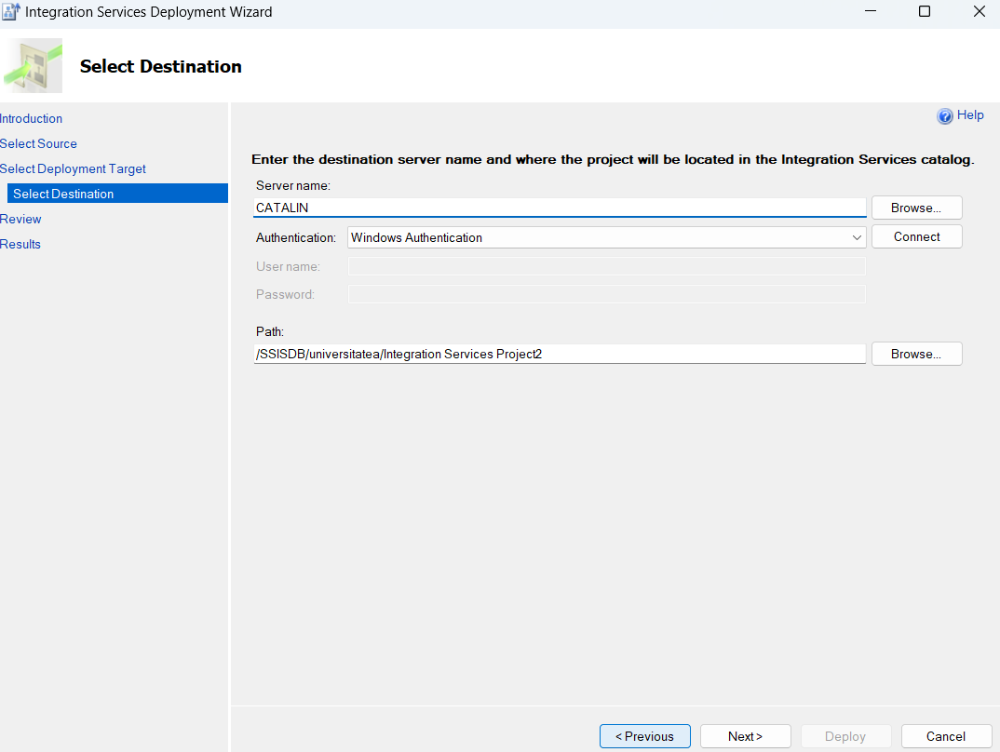 Integration Services Deployment Wizard
Select Destination
Introduction
Select Source
Select Deployment Target
Select Destination
Review
Results
Help
Enter the destination server name and where the project will be located in the Integration Services catalog.
Server name:
CATALIN
Browse...
Authentication:
Windows Authentication
Connect
User name:
Password:
Path:
/SSISDB/universitatea/Integration Services Project2
Browse...
< Previous
Next >
Deploy
Cancel